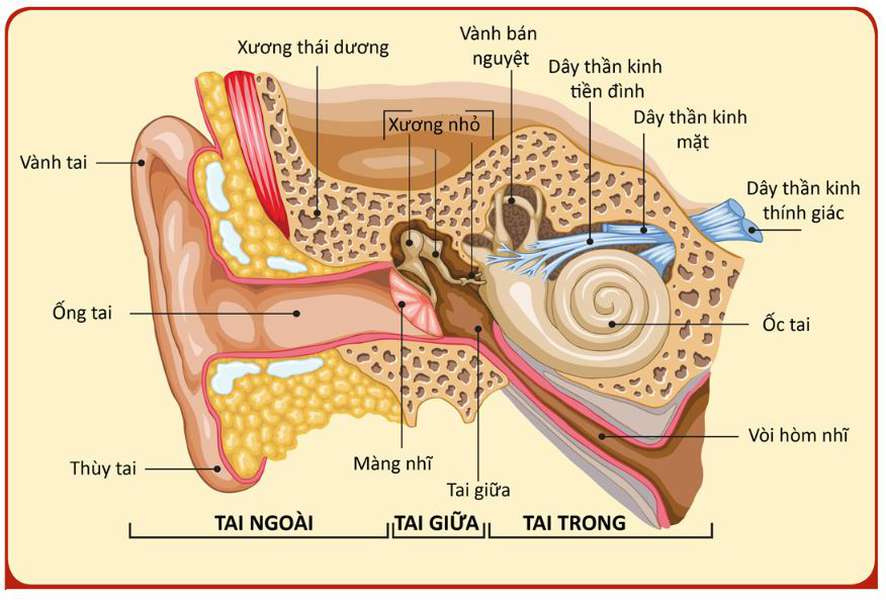 Vành bán
nguyệt
Xương thái dương
Dây thần kinh
tiền đình
Xương nhỏ
Dây thần kinh
mặt
Vành tai
Dây thần kinh
thính giác
Ống tai
Ốc tai
Vòi hòm nhĩ
Màng nhĩ
Thùy tai
Tai giữa
TAI NGOÀI
TAI GIỮA
TAI TRONG